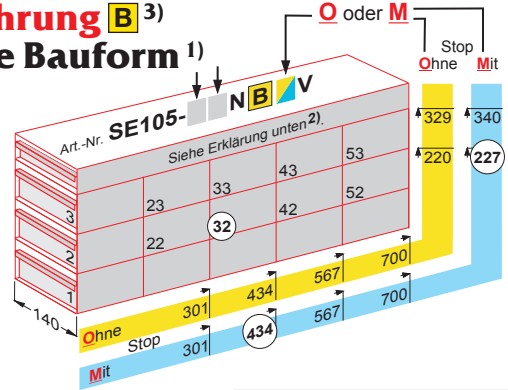 hrung B 3)
e Bauform 1)
O oder M
Stop
Ohne Mit
Art.-Nr. SE105- N B V
Siehe Erklärung unten 2).
329 340
220 227
23 33 43 53
22 32 42 52
3
2
1
140
Ohne 301 434 567 700
Stop
Mit 301 434 567 700